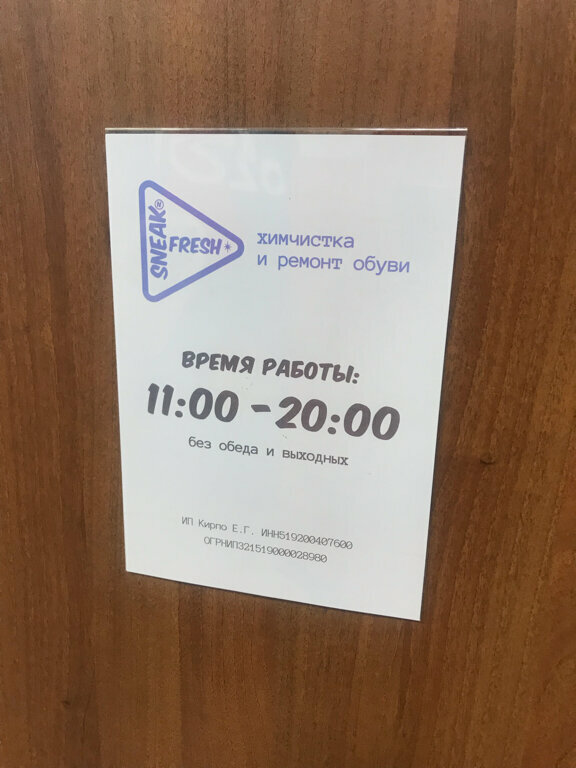 SNEAK®
FRESH*
химчистка
и ремонт обуви
ВРЕМЯ РАБОТЫ:
11:00 - 20:00
без обеда и выходных
ИП Кирпо Е.Г. ИНН519200407600
ОГРНИП321519000028980